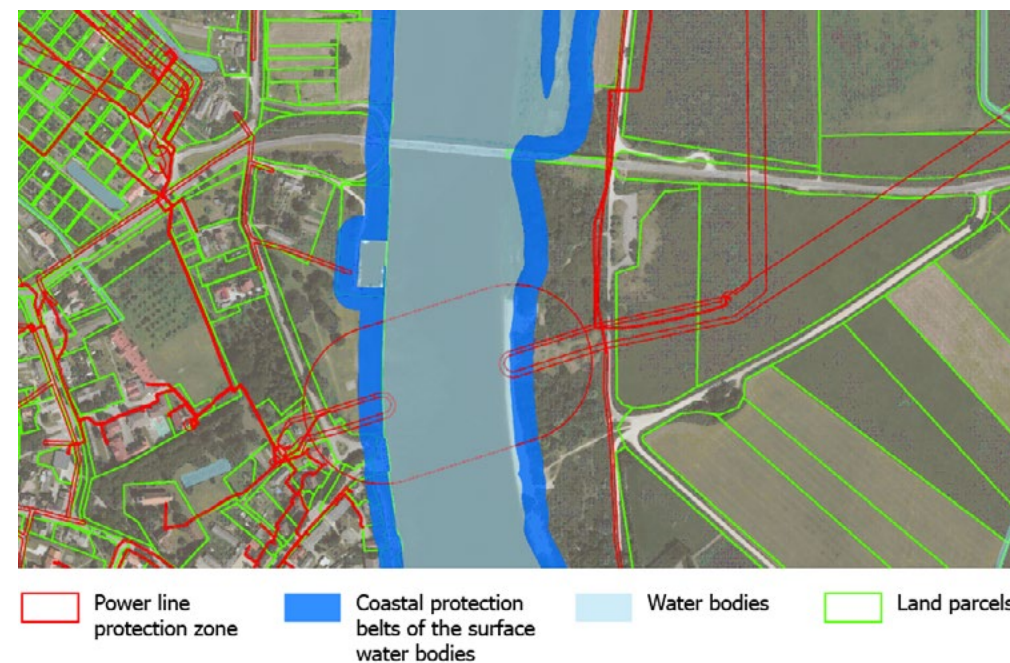 Power line
protection zone
Coastal protection
belts of the surface
water bodies
Water bodies
Land parcels